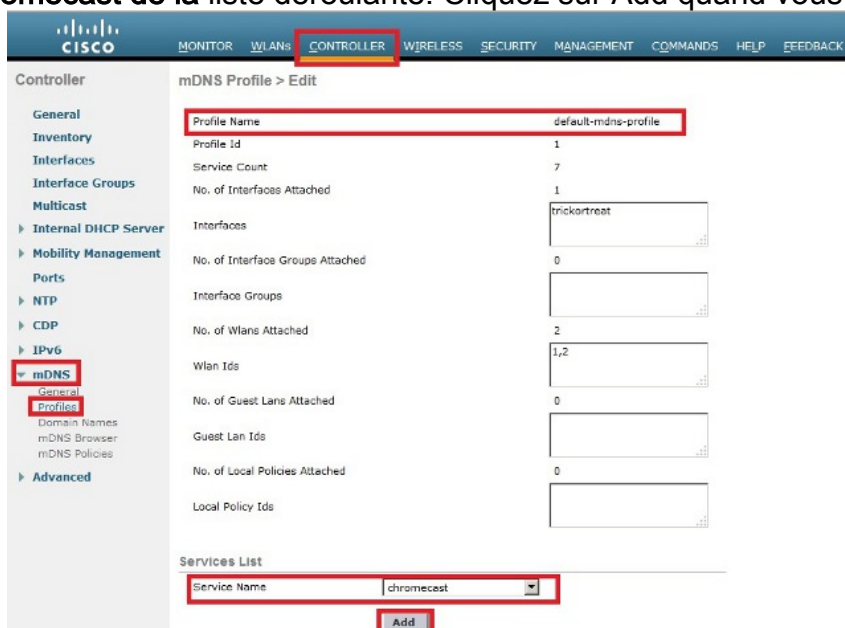 emecast de la liste déroulante. Cliquez sur Add quand vous
CISCO
MONITOR WLANs CONTROLLER WIRELESS SECURITY MANAGEMENT COMMANDS HELP FEEDBACK
Controller
General
Inventory
Interfaces
Interface Groups
Multicast
Internal DHCP Server
Mobility Management
Ports
NTP
CDP
IPv6
mDNS
General
Profiles
Domain Names
mDNS Browser
mDNS Policies
Advanced
mDNS Profile > Edit
Profile Name default-mdns-profile
Profile Id 1
Service Count 7
No. of Interfaces Attached 1
Interfaces trickortreat
No. of Interface Groups Attached 0
Interface Groups
No. of Wlans Attached 2
Wlan Ids 1,2
No. of Guest Lans Attached 0
Guest Lan Ids
No. of Local Policies Attached 0
Local Policy Ids
Services List
Service Name chromecast
Add